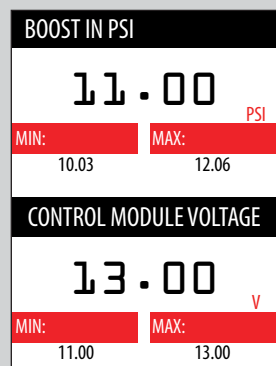 BOOST IN PSI
11.00
PSI
MIN: MAX:
10.03 12.06
CONTROL MODULE VOLTAGE
13.00
V
MIN: MAX:
11.00 13.00